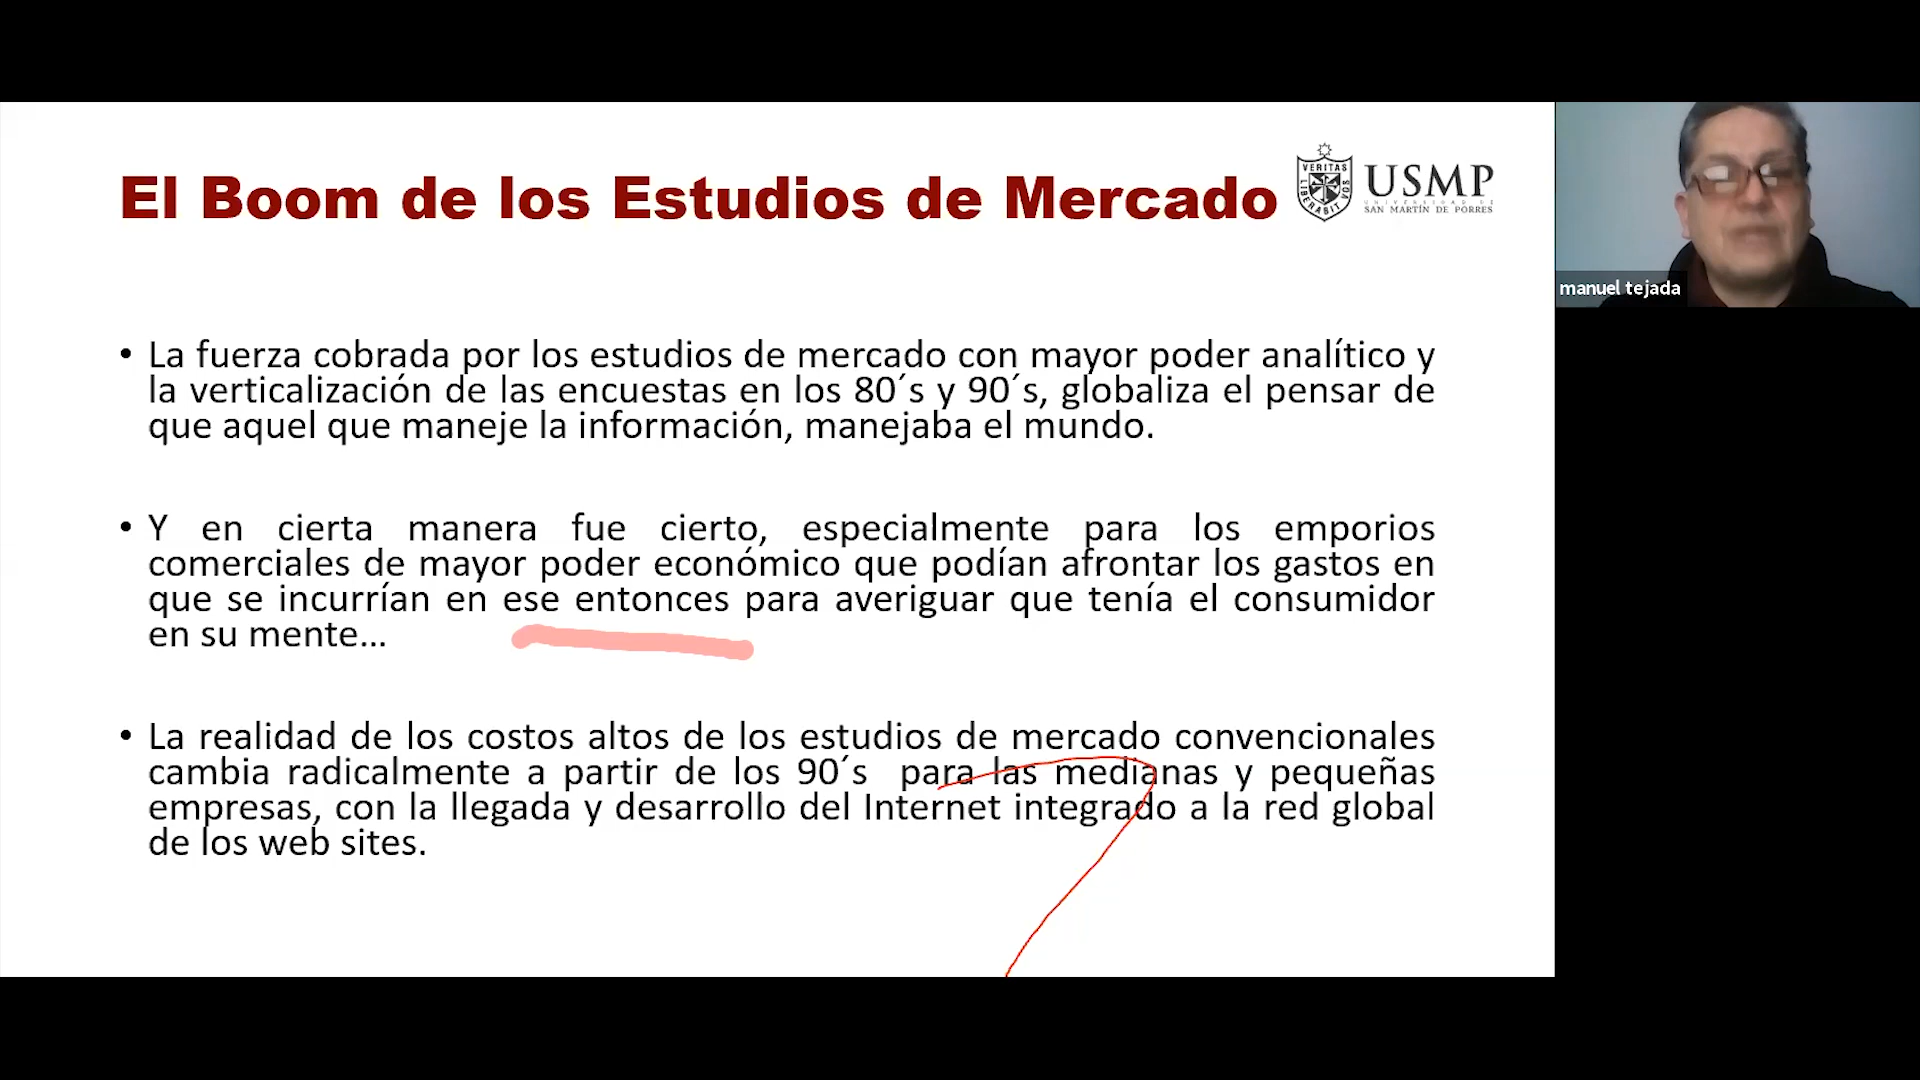 El Boom de los Estudios de Mercado
VERITAS
LIBERABIT VOS
USMP
UNIVERSIDAD DE
SAN MARTÍN DE PORRES
manuel tejada
• La fuerza cobrada por los estudios de mercado con mayor poder analítico y
la verticalización de las encuestas en los 80´s y 90´s, globaliza el pensar de
que aquel que maneje la información, manejaba el mundo.
• Y en cierta manera fue cierto, especialmente para los emporios
comerciales de mayor poder económico que podían afrontar los gastos en
que se incurrían en ese entonces para averiguar que tenía el consumidor
en su mente...
• La realidad de los costos altos de los estudios de mercado convencionales
cambia radicalmente a partir de los 90´s  para las medianas y pequeñas
empresas, con la llegada y desarrollo del Internet integrado a la red global
de los web sites.